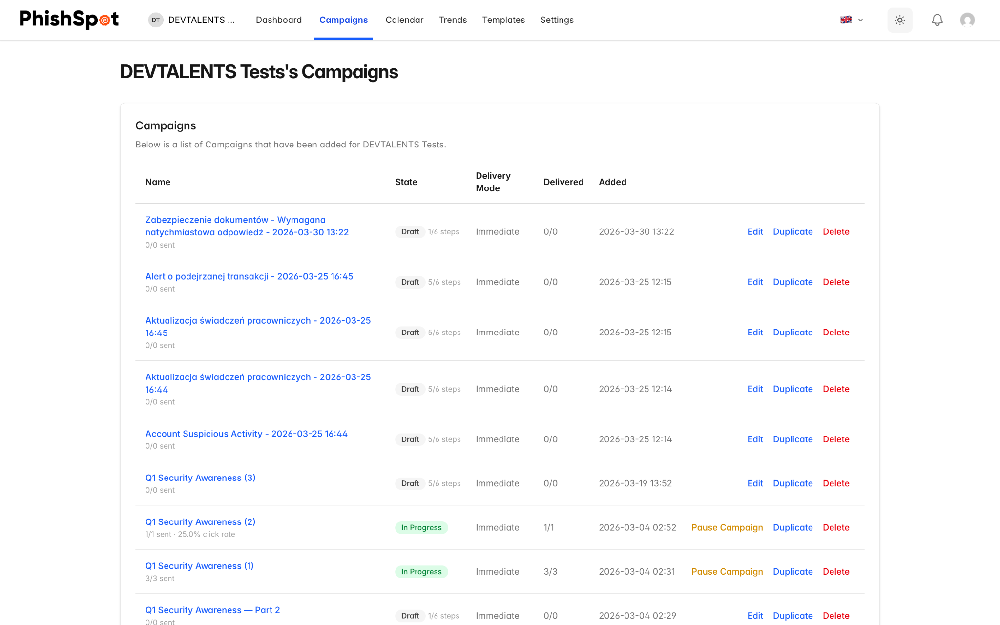 PhishSpot
DT DEVTALENTS ... Dashboard Campaigns Calendar Trends Templates Settings
DEVTALENTS Tests's Campaigns
Campaigns
Below is a list of Campaigns that have been added for DEVTALENTS Tests.
Name State Delivery Mode Delivered Added
Zabezpieczenie dokumentów - Wymagana
natychmiastowa odpowiedź - 2026-03-30 13:22
0/0 sent
Draft 1/6 steps Immediate 0/0 2026-03-30 13:22 Edit Duplicate Delete
Alert o podejrzanej transakcji - 2026-03-25 16:45
0/0 sent
Draft 5/6 steps Immediate 0/0 2026-03-25 12:15 Edit Duplicate Delete
Aktualizacja świadczeń pracowniczych - 2026-03-25
16:45
0/0 sent
Draft 5/6 steps Immediate 0/0 2026-03-25 12:15 Edit Duplicate Delete
Aktualizacja świadczeń pracowniczych - 2026-03-25
16:44
0/0 sent
Draft 5/6 steps Immediate 0/0 2026-03-25 12:14 Edit Duplicate Delete
Account Suspicious Activity - 2026-03-25 16:44
0/0 sent
Draft 5/6 steps Immediate 0/0 2026-03-25 12:14 Edit Duplicate Delete
Q1 Security Awareness (3)
0/0 sent
Draft 5/6 steps Immediate 0/0 2026-03-19 13:52 Edit Duplicate Delete
Q1 Security Awareness (2)
1/1 sent · 25.0% click rate
In Progress Immediate 1/1 2026-03-04 02:52 Pause Campaign Duplicate Delete
Q1 Security Awareness (1)
3/3 sent
In Progress Immediate 3/3 2026-03-04 02:31 Pause Campaign Duplicate Delete
Q1 Security Awareness — Part 2
0/0 sent
Draft 1/6 steps Immediate 0/0 2026-03-04 02:29 Edit Duplicate Delete